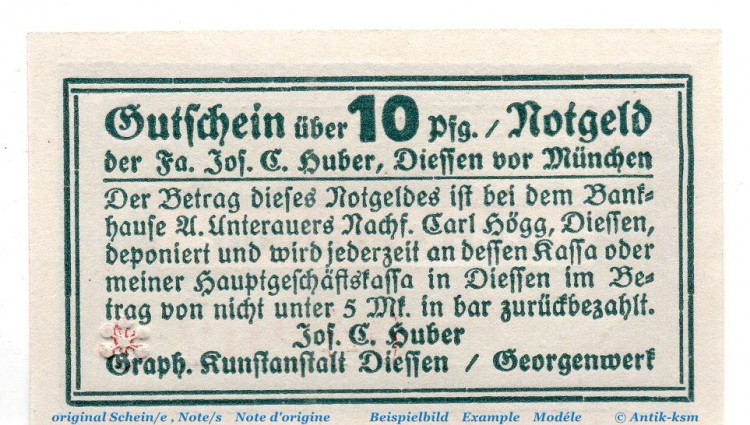 Gutschein über 10 Pfg. / Notgeld
der Fa. Jos. C. Huber, Diessen vor München
Der Betrag dieses Notgeldes ist bei dem Bank-
hause A. Unterauers Nachf. Carl Högg, Diessen,
deponiert und wird jederzeit an dessen Kassa oder
meiner Hauptgeschäftskassa in Diessen im Be-
trag von nicht unter 5 Mk. in bar zurückbezahlt.
Jos. C. Huber
Graph. Kunstanstalt Diessen / Georgenwerk
original Schein/e , Note/s Note d'origine Beispielbild Example Modéle © Antik-ksm